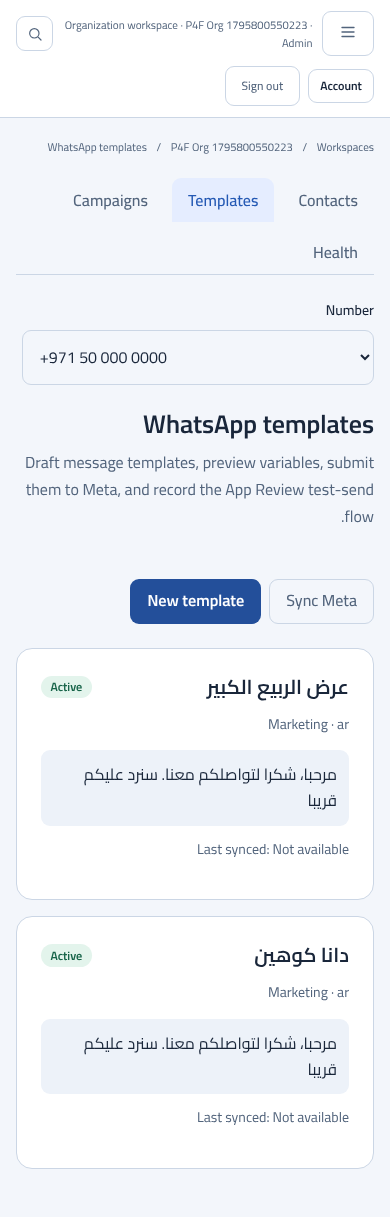 Organization workspace · P4F Org 1795800550223 ·
Admin
Sign out
Account
Workspaces / P4F Org 1795800550223 / WhatsApp templates
Contacts
Templates
Campaigns
Health
Number
+971 50 000 0000
WhatsApp templates
Draft message templates, preview variables, submit
them to Meta, and record the App Review test-send
.flow
Sync Meta
New template
عرض الربيع الكبير
Active
Marketing · ar
مرحبا، شكرا لتواصلكم معنا. سنرد عليكم
قريبا
Last synced: Not available
دانا كوهين
Active
Marketing · ar
مرحبا، شكرا لتواصلكم معنا. سنرد عليكم
قريبا
Last synced: Not available